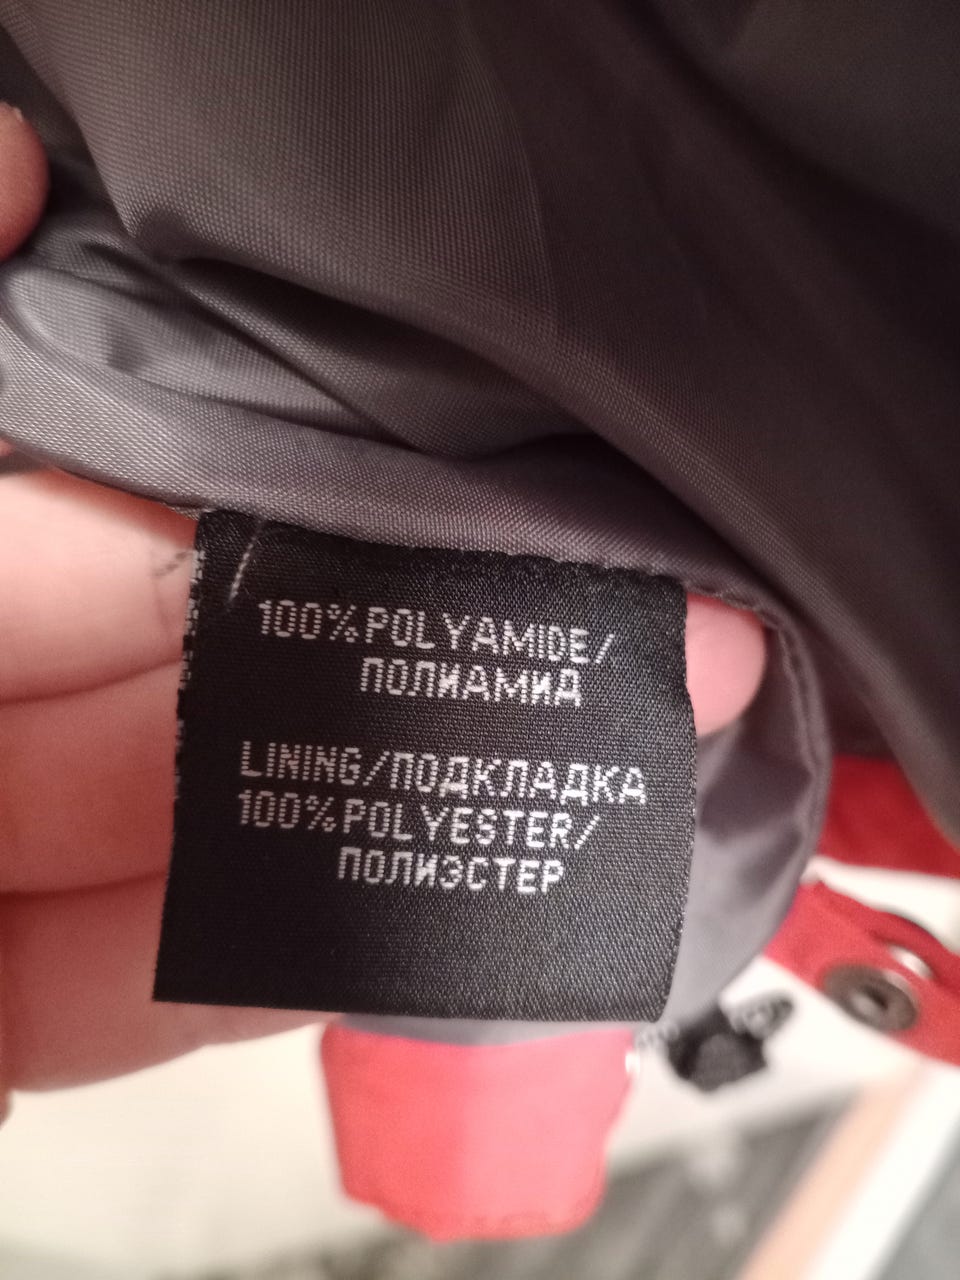 100% POLYAMIDE/
ПОЛИАМИД
LINING/ПОДКЛАДКА
100% POLYESTER/
ПОЛИЭСТЕР